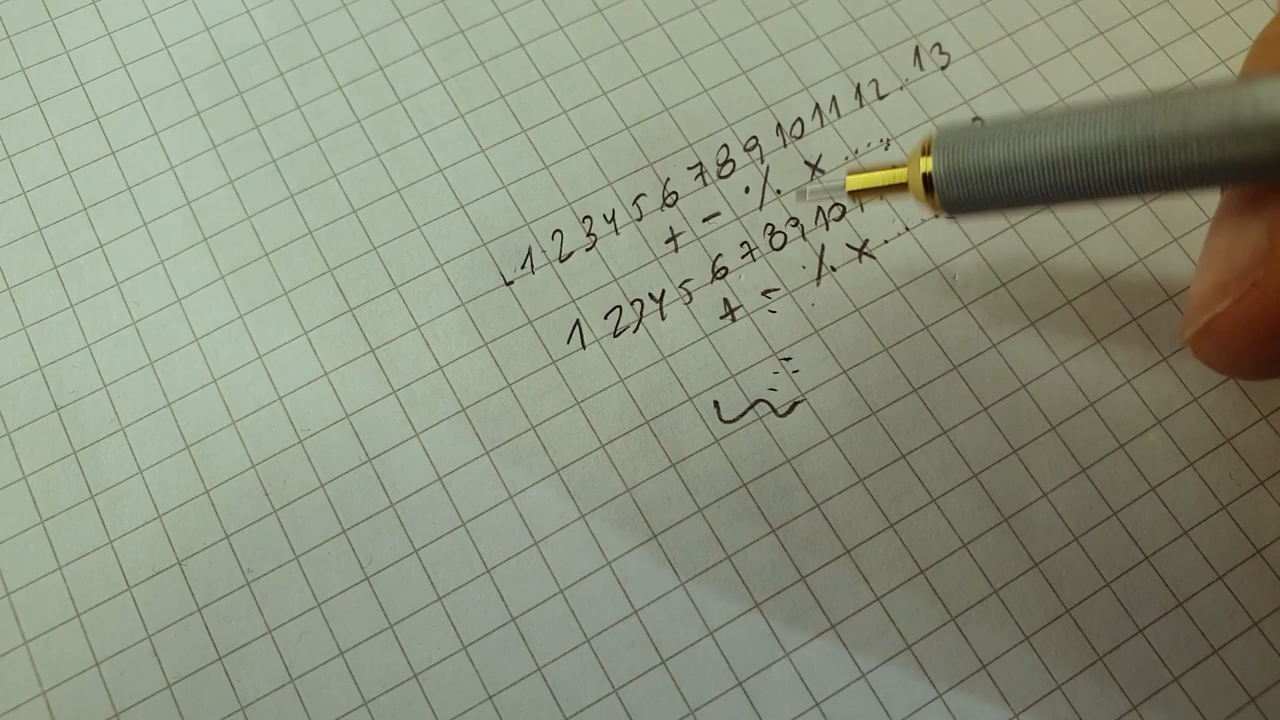 1 2 3 4 5 6 7 8 9 10 11 12 . 13
+ - ·/. × .....
1 2 3 4 5 6 7 8 9 10
+ - ·/. × ......